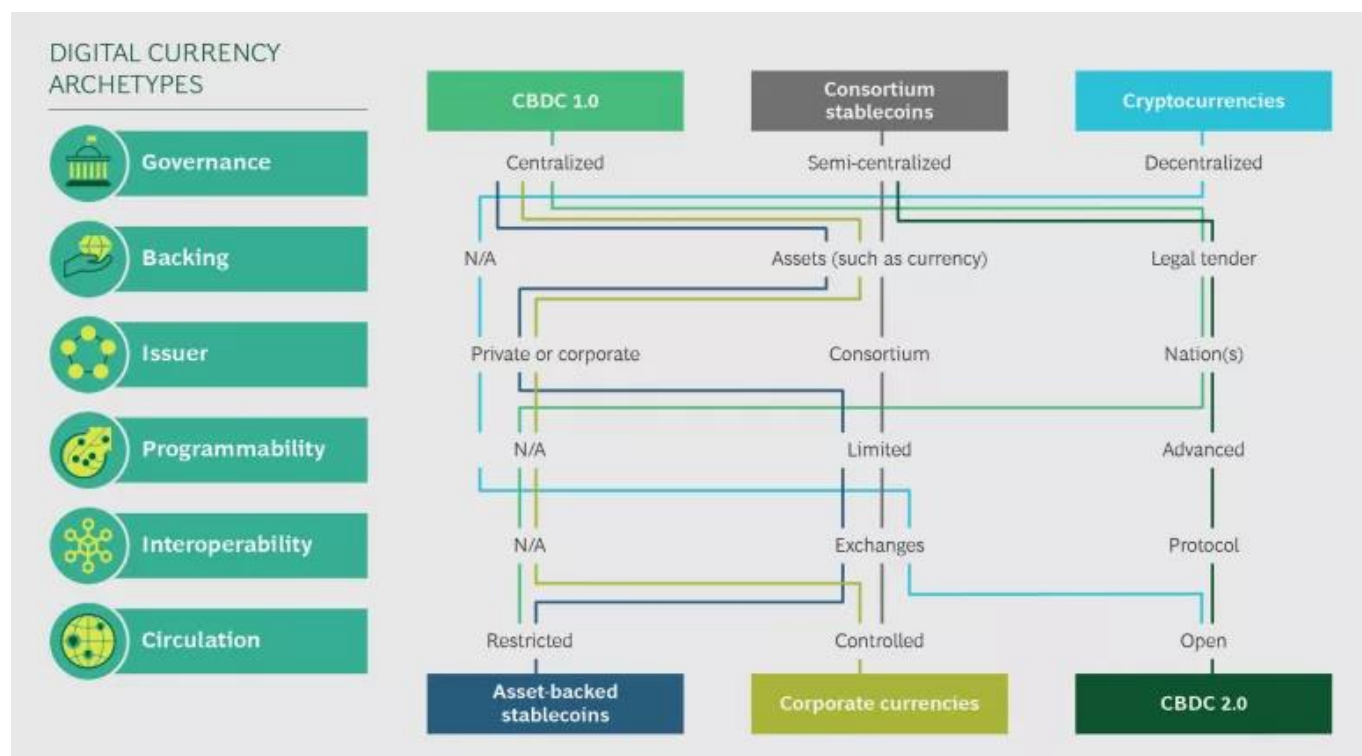 DIGITAL CURRENCY
ARCHETYPES
CBDC 1.0
Consortium
stablecoins
Cryptocurrencies
Governance
Centralized
Semi-centralized
Decentralized
Backing
N/A
Assets (such as currency)
Legal tender
Issuer
Private or corporate
Consortium
Nation(s)
Programmability
N/A
Limited
Advanced
Interoperability
N/A
Exchanges
Protocol
Circulation
Restricted
Controlled
Open
Asset-backed
stablecoins
Corporate currencies
CBDC 2.0